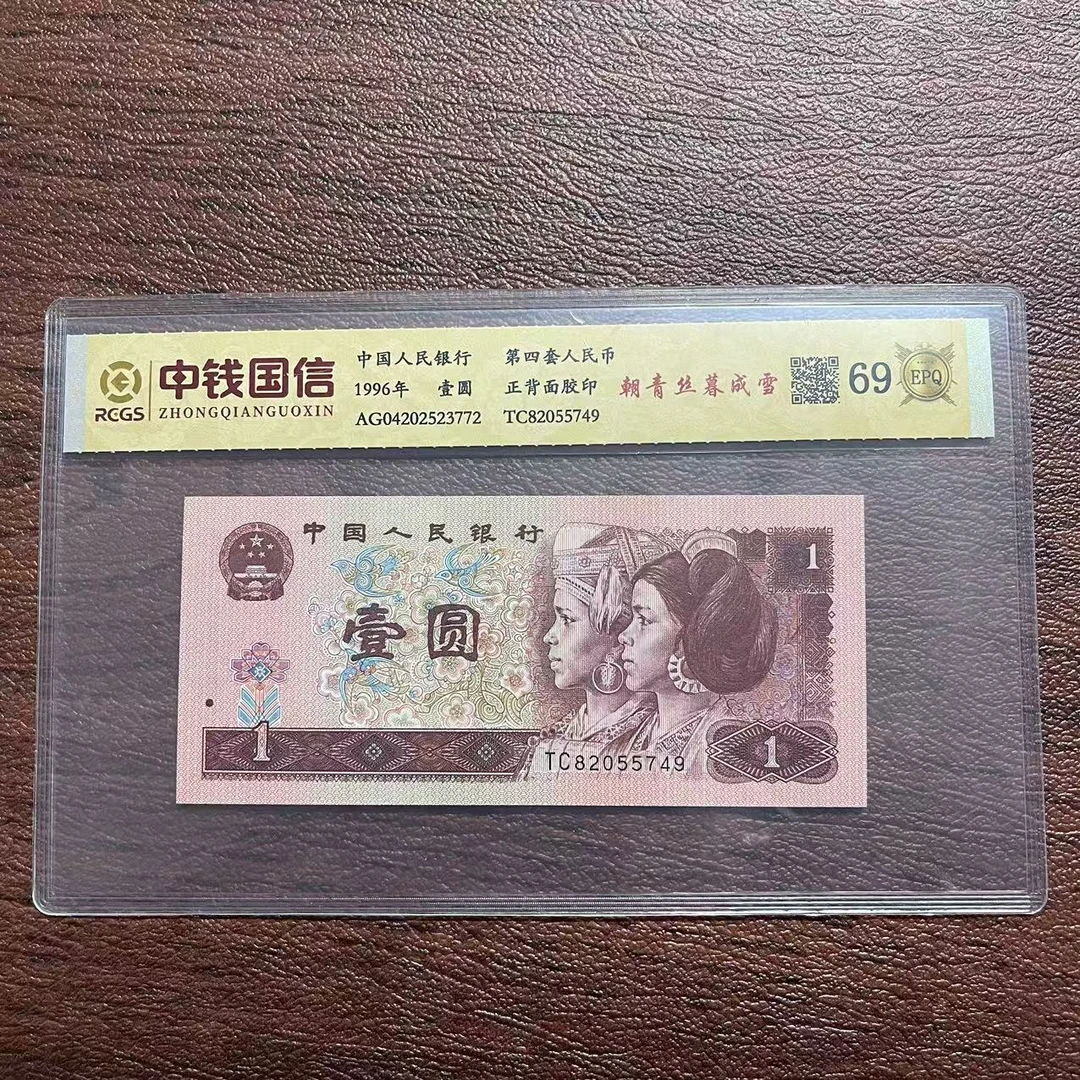 RCGS
中钱国信
ZHONGQIANGUOXIN
中国人民银行 第四套人民币
1996年 壹圆 正背面胶印
AG04202523772 TC82055749
朝青丝暮成雪
69
EPQ
中国人民银行
1
壹圆
1
TC82055749
1